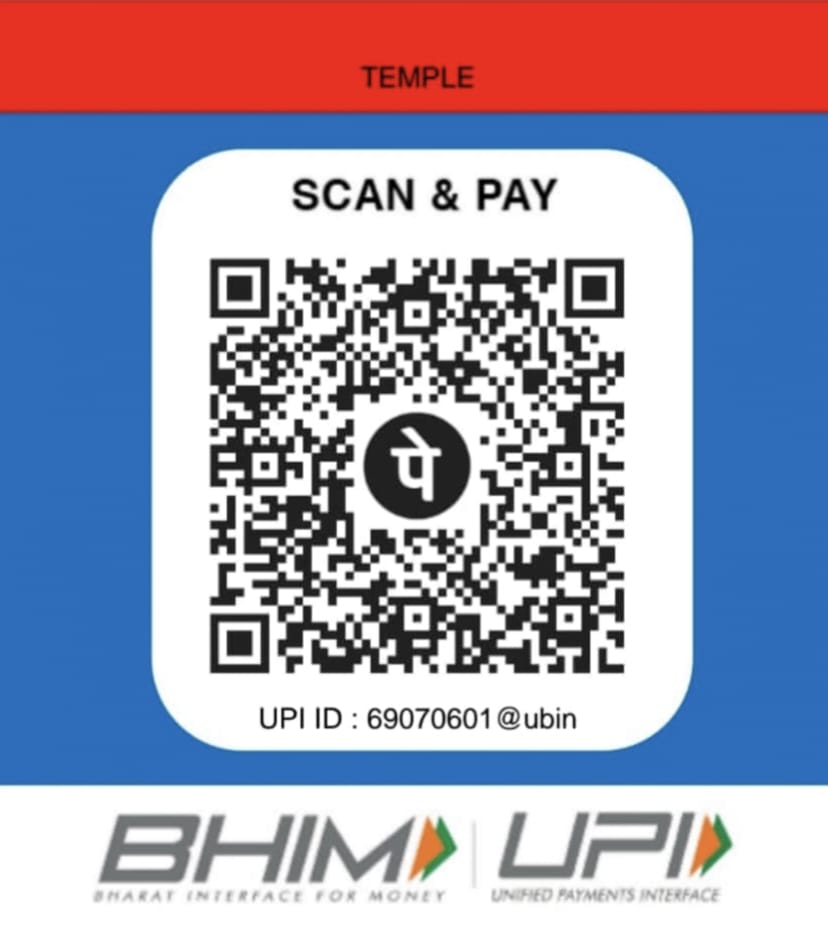 TEMPLE
SCAN & PAY
पे
UPI ID : 69070601@ubin
BHIM UPI
BHARAT INTERFACE FOR MONEY UNIFIED PAYMENTS INTERFACE